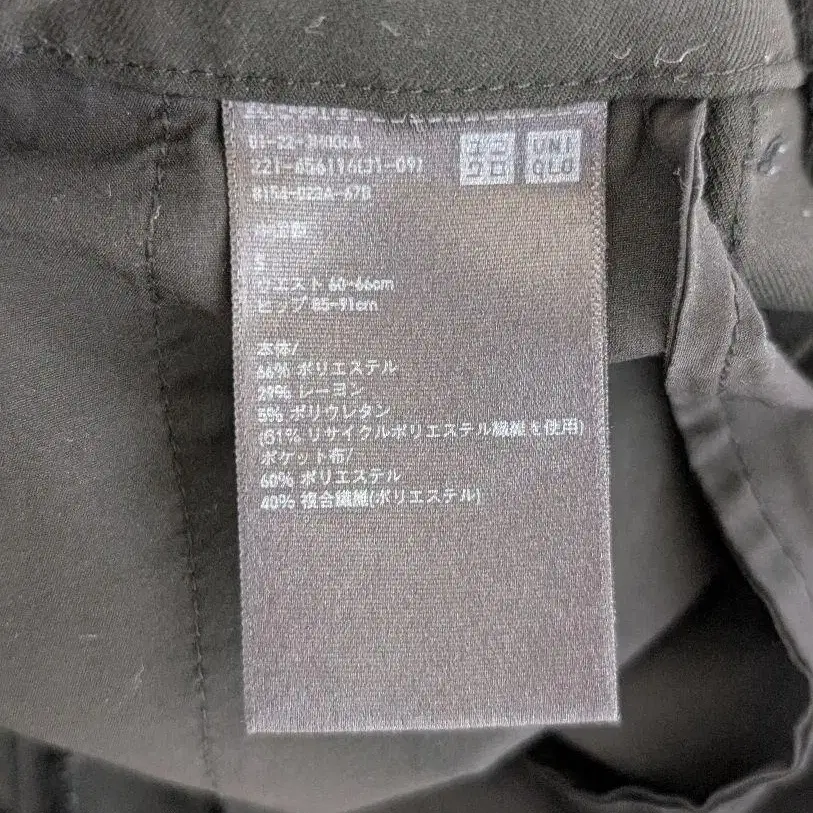 UNI
QLO
221-456114(31-09)
S
ウエスト 60-66cm
ヒップ 85-91cm
本体/
66% ポリエステル
29% レーヨン
5% ポリウレタン
(51% リサイクルポリエステル繊維を使用)
ポケット布/
60% ポリエステル
40% 複合繊維(ポリエステル)